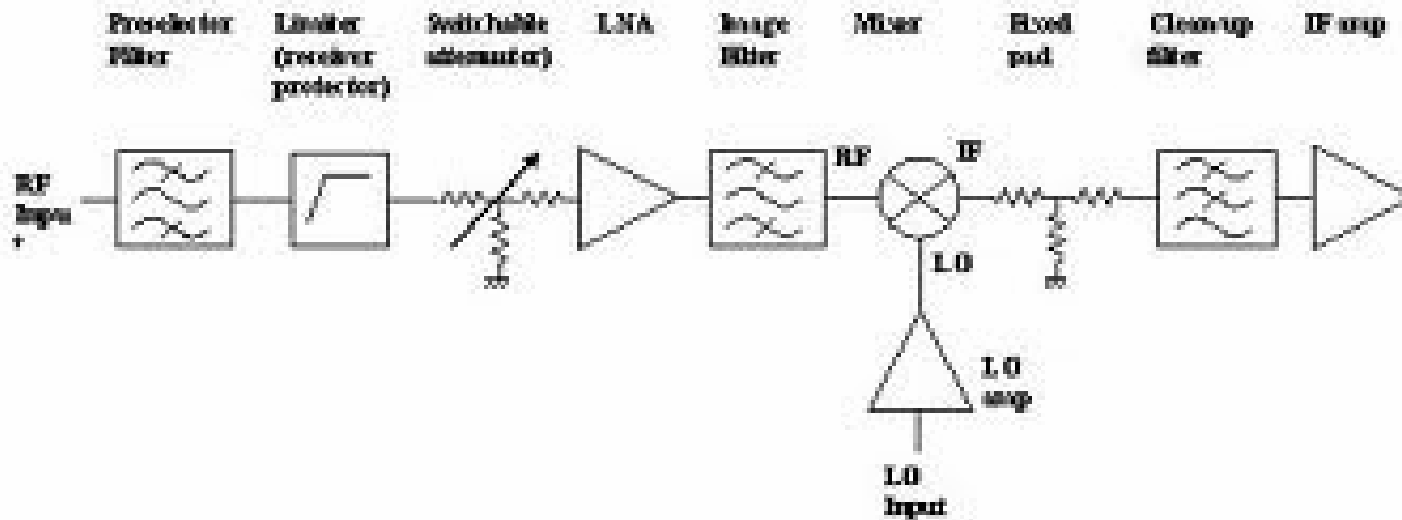 Preselector
Filter
Limiter
(receiver
protector)
Switchable
attenuator)
LNA
Image
Filter
Mixer
Fixed
pad
Cleanup
filter
IF amp
RF
Input
RF
IF
LO
LO
amp
LO
Input